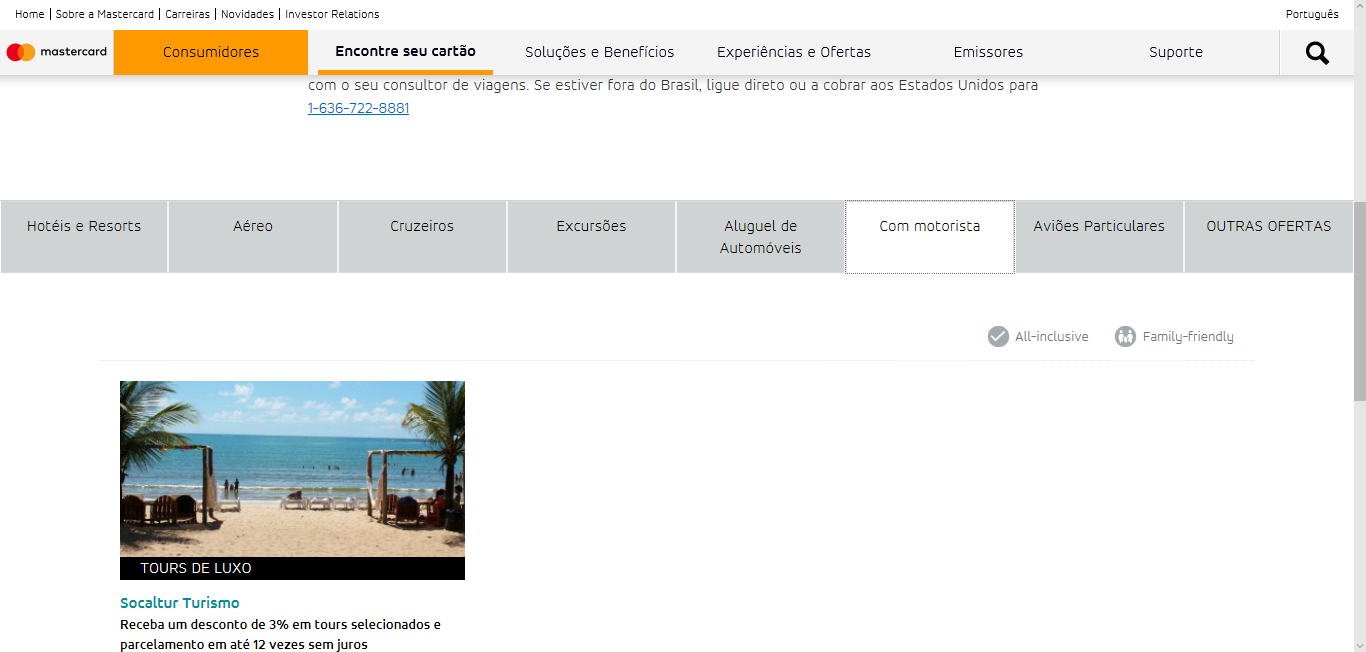 Home | Sobre a Mastercard | Carreiras | Novidades | Investor Relations
Português
mastercard
Consumidores
Encontre seu cartão
Soluções e Benefícios
Experiências e Ofertas
Emissores
Suporte
com o seu consultor de viagens. Se estiver fora do Brasil, ligue direto ou a cobrar aos Estados Unidos para
1-636-722-8881
Hotéis e Resorts
Aéreo
Cruzeiros
Excursões
Aluguel de
Automóveis
Com motorista
Aviões Particulares
OUTRAS OFERTAS
All-inclusive
Family-friendly
TOURS DE LUXO
Socaltur Turismo
Receba um desconto de 3% em tours selecionados e
parcelamento em até 12 vezes sem juros